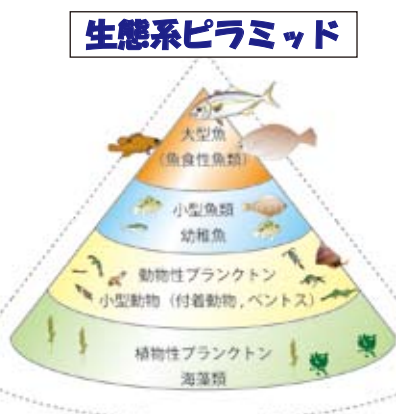 生態系ピラミッド
大型魚
（魚食性魚類）
小型魚類
幼稚魚
動物性プランクトン
小型動物（付着動物，ベントス）
植物性プランクトン
海藻類